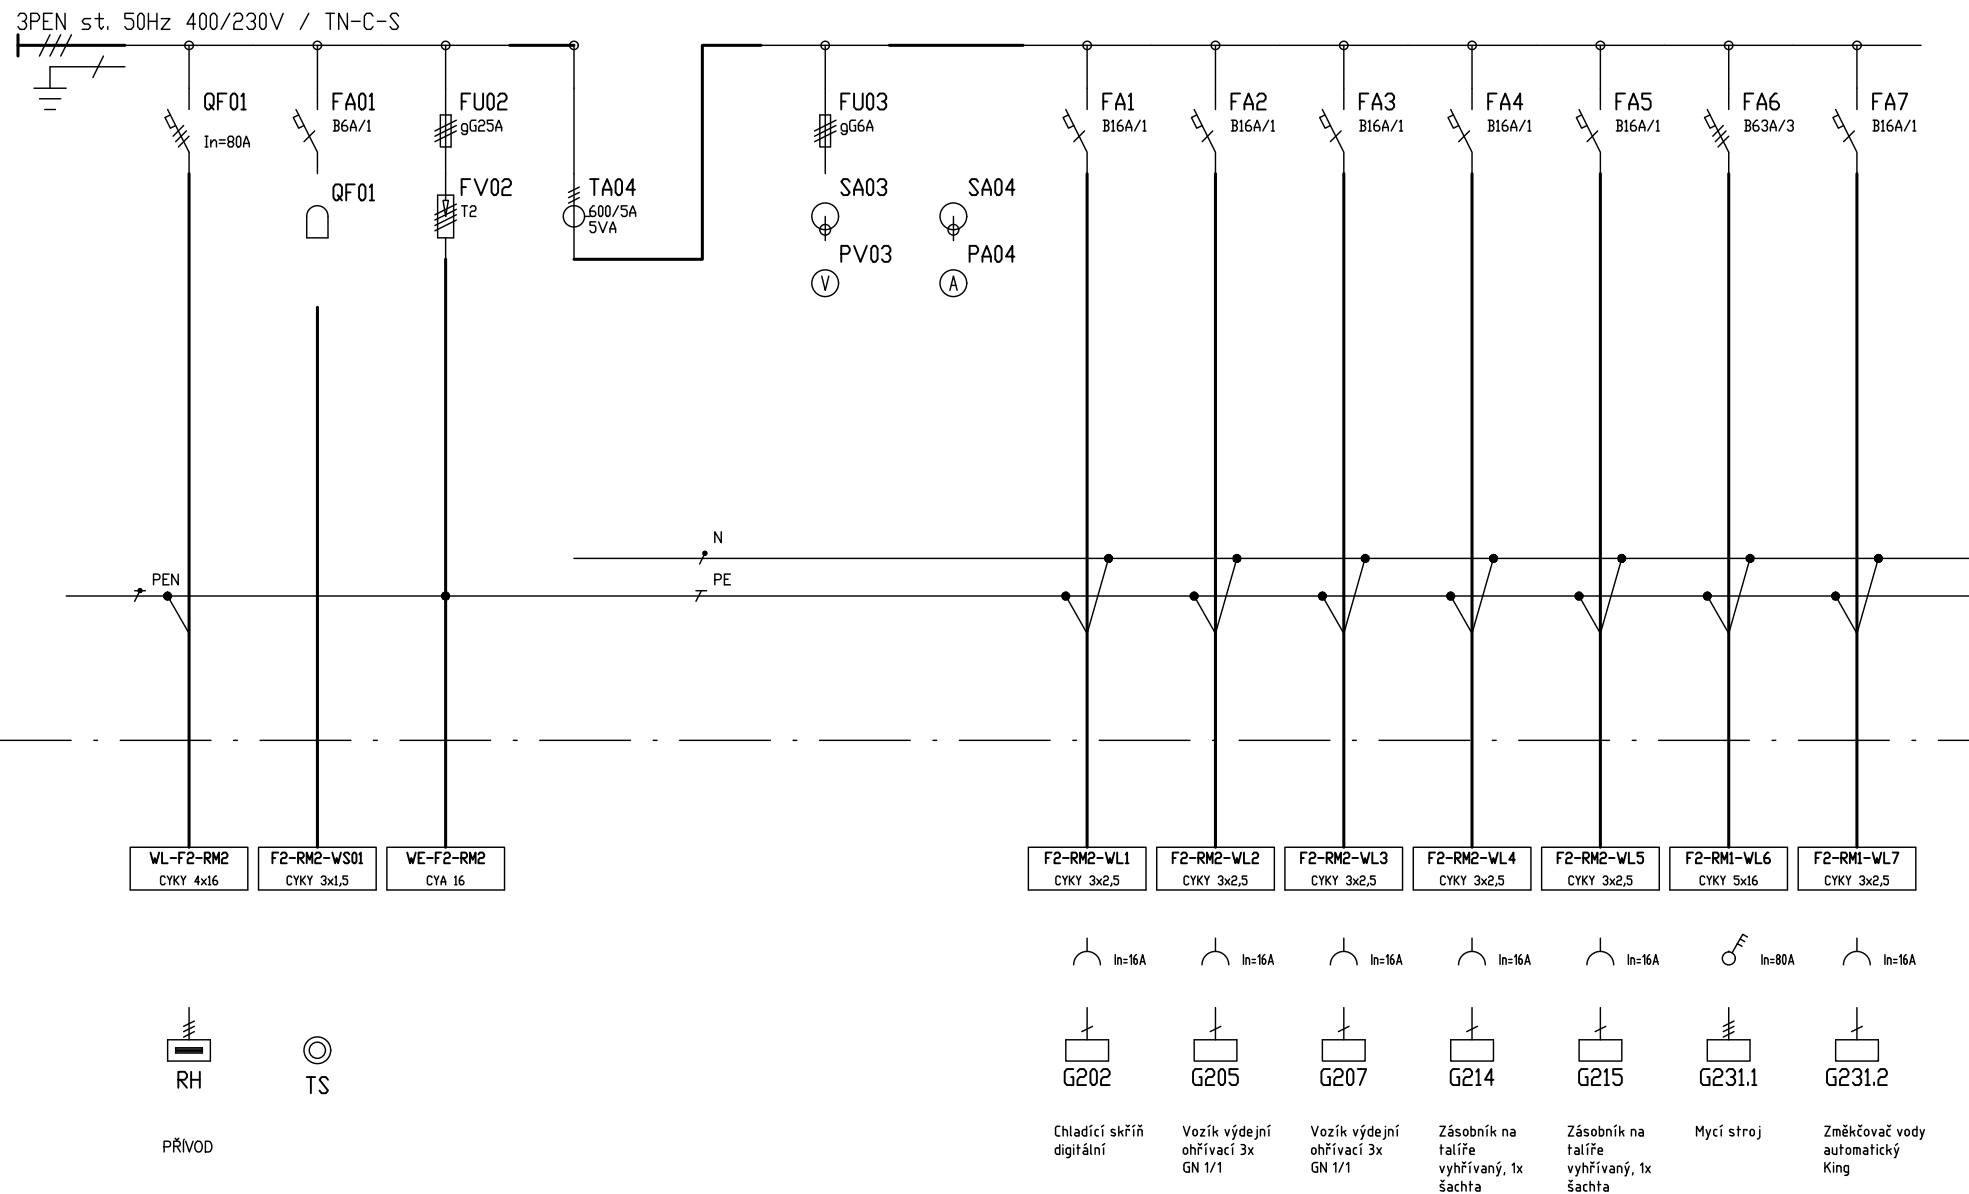 3PEN st. 50Hz 400/230V / TN-C-S
QF01
In=80A
FA01
B6A/1
QF01
FU02
gG25A
FV02
T2
TA04
600/5A
5VA
FU03
gG6A
SA03
PV03
V
SA04
PA04
A
FA1
B16A/1
FA2
B16A/1
FA3
B16A/1
FA4
B16A/1
FA5
B16A/1
FA6
B63A/3
FA7
B16A/1
N
PEN
PE
WL-F2-RM2
CYKY 4x16
F2-RM2-WS01
CYKY 3x1,5
WE-F2-RM2
CYA 16
F2-RM2-WL1
CYKY 3x2,5
F2-RM2-WL2
CYKY 3x2,5
F2-RM2-WL3
CYKY 3x2,5
F2-RM2-WL4
CYKY 3x2,5
F2-RM2-WL5
CYKY 3x2,5
F2-RM1-WL6
CYKY 5x16
F2-RM1-WL7
CYKY 3x2,5
In=16A
In=16A
In=16A
In=16A
In=16A
In=80A
In=16A
RH
PŘÍVOD
TS
G202
Chladící skříň
digitální
G205
Vozík výdejní
ohřívací 3x
GN 1/1
G207
Vozík výdejní
ohřívací 3x
GN 1/1
G214
Zásobník na
talíře
vyhřívaný, 1x
šachta
G215
Zásobník na
talíře
vyhřívaný, 1x
šachta
G231.1
Mycí stroj
G231.2
Změkčovač vody
automatický
King